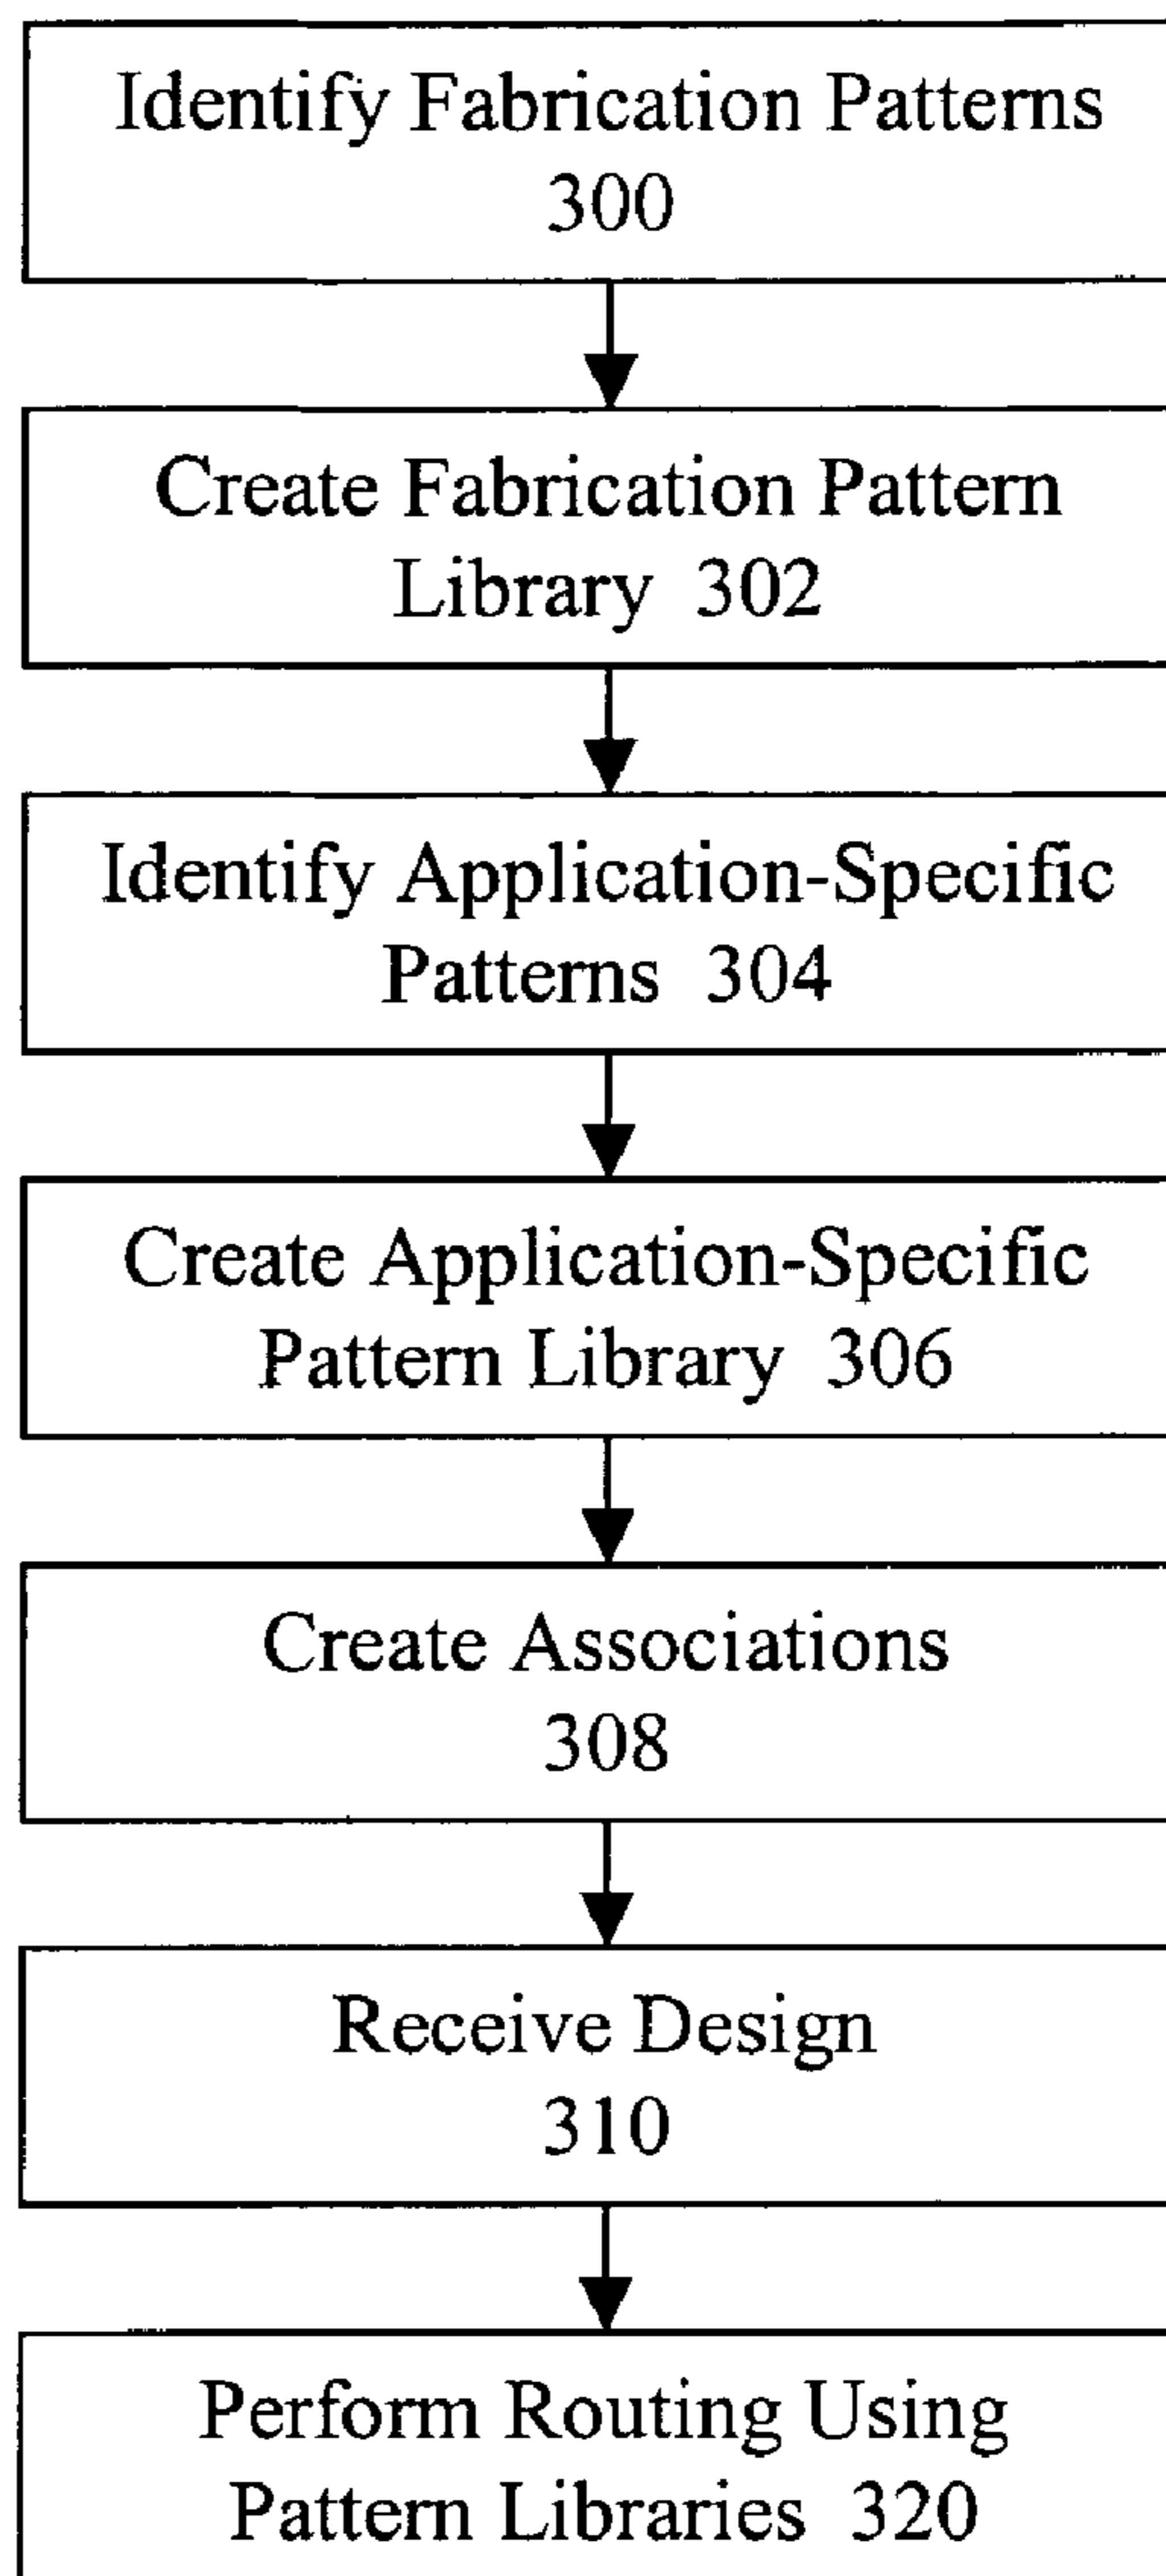 Identify Fabrication Patterns
300
Create Fabrication Pattern
Library 302
Identify Application-Specific
Patterns 304
Create Application-Specific
Pattern Library 306
Create Associations
308
Receive Design
310
Perform Routing Using
Pattern Libraries 320